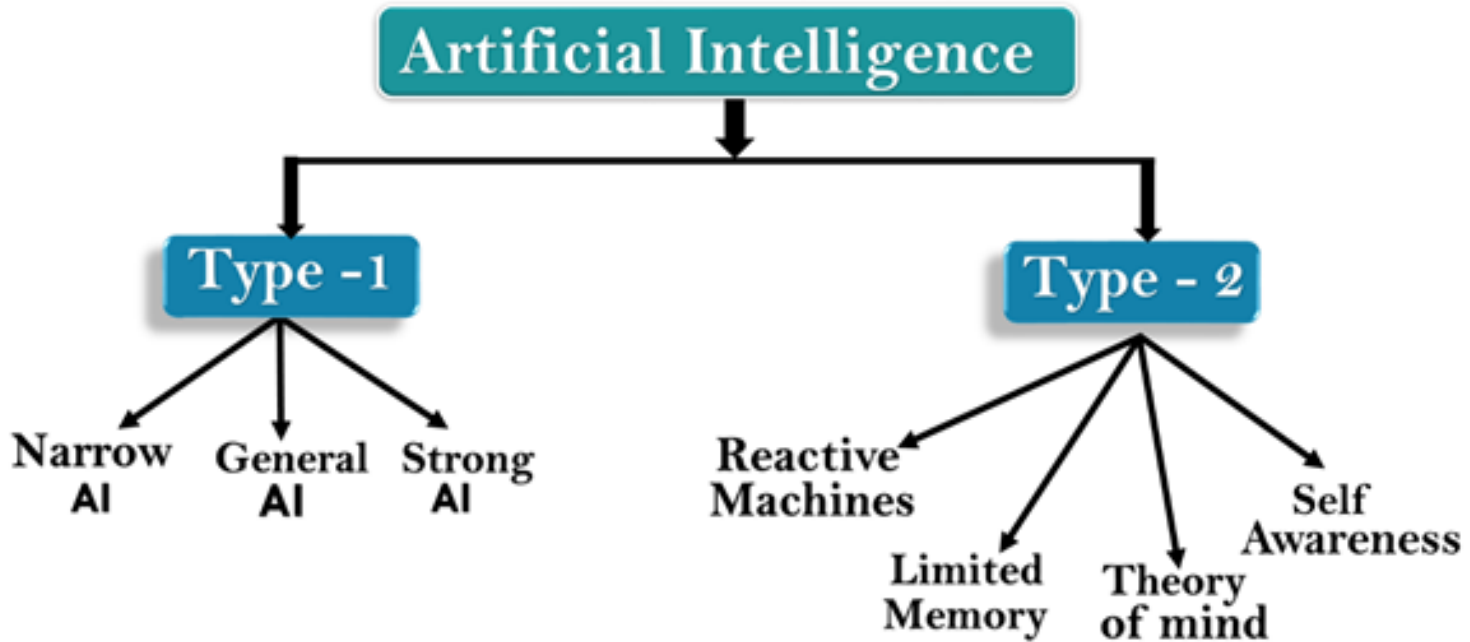 Artificial Intelligence
Type -1
Type - 2
Narrow
AI
General
AI
Strong
AI
Reactive
Machines
Limited
Memory
Theory
of mind
Self
Awareness